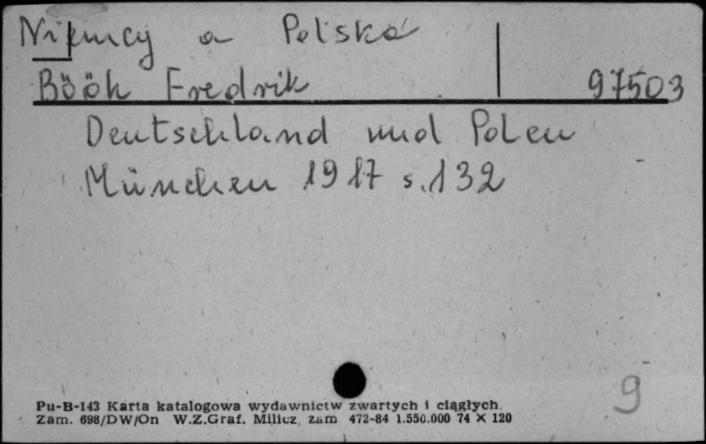 Niemcy a Polska
Böök Fredrik 97503
Deutschland und Polen
München 1917 s. 132
9
Pu-B-143 Karta katalogowa wydawnictw zwartych i ciągłych.
Zam. 698/DW/On W.Z.Graf. Milicz, zam 472-84 1.550.000 74 X 120